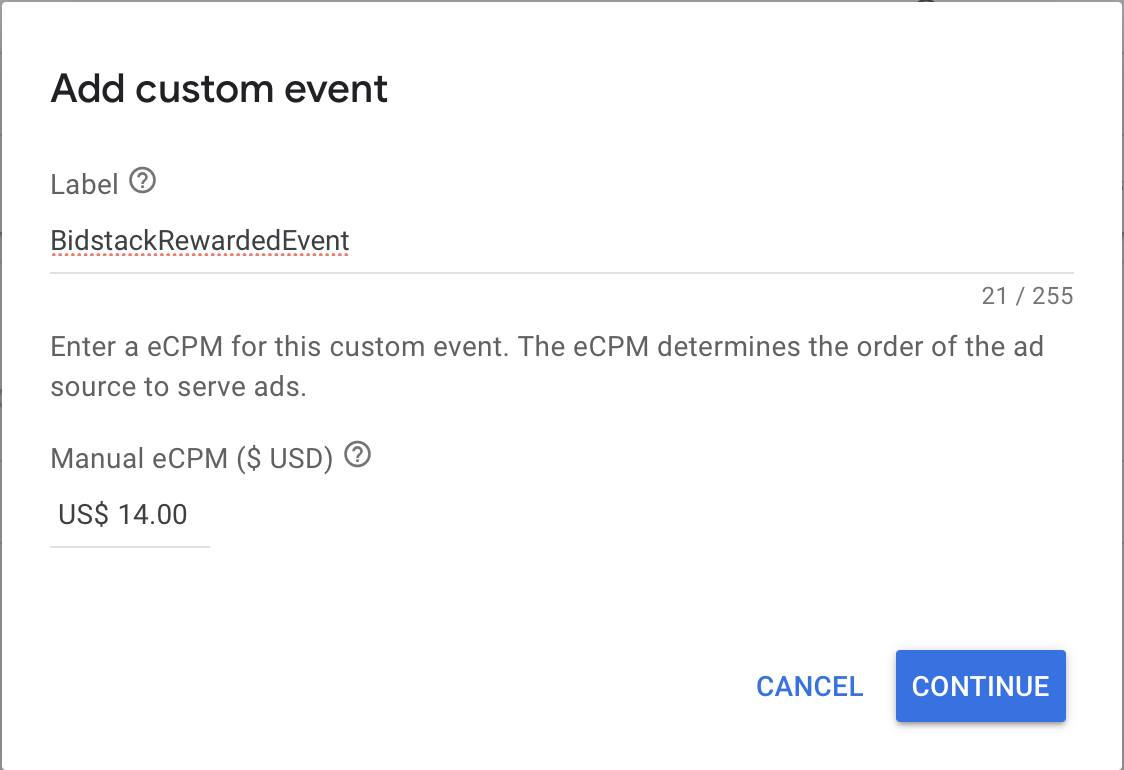 Add custom event
Label
BidstackRewardedEvent
21 / 255
Enter a eCPM for this custom event. The eCPM determines the order of the ad
source to serve ads.
Manual eCPM ($ USD)
US$ 14.00
CANCEL CONTINUE